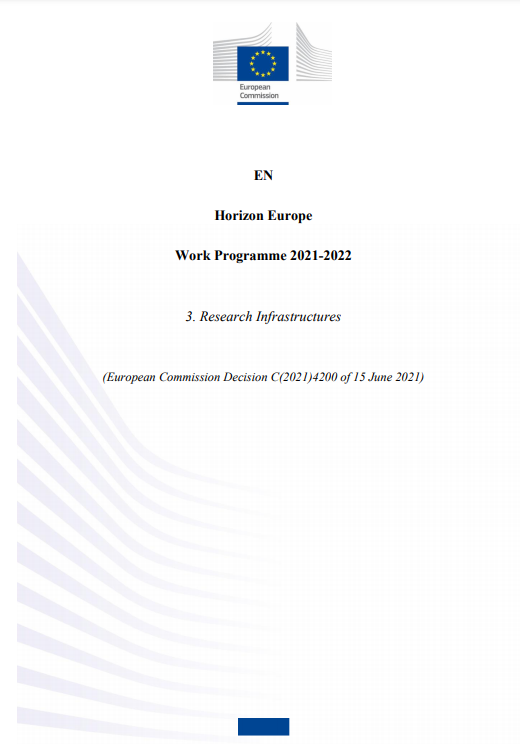 European
Commission
EN
Horizon Europe
Work Programme 2021-2022
3. Research Infrastructures
(European Commission Decision C(2021)4200 of 15 June 2021)